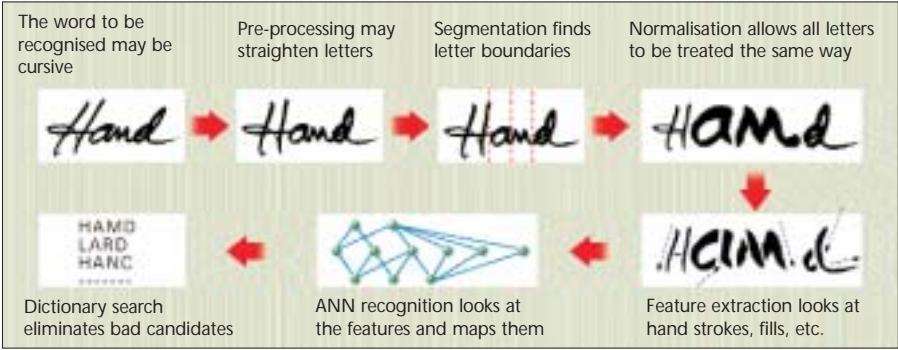 The word to be
recognised may be
cursive
Pre-processing may
straighten letters
Segmentation finds
letter boundaries
Normalisation allows all letters
to be treated the same way
Hand
Hand
Hand
Hand
HAMD
LARD
HANC
.......
Dictionary search
eliminates bad candidates
ANN recognition looks at
the features and maps them
Hand
Feature extraction looks at
hand strokes, fills, etc.